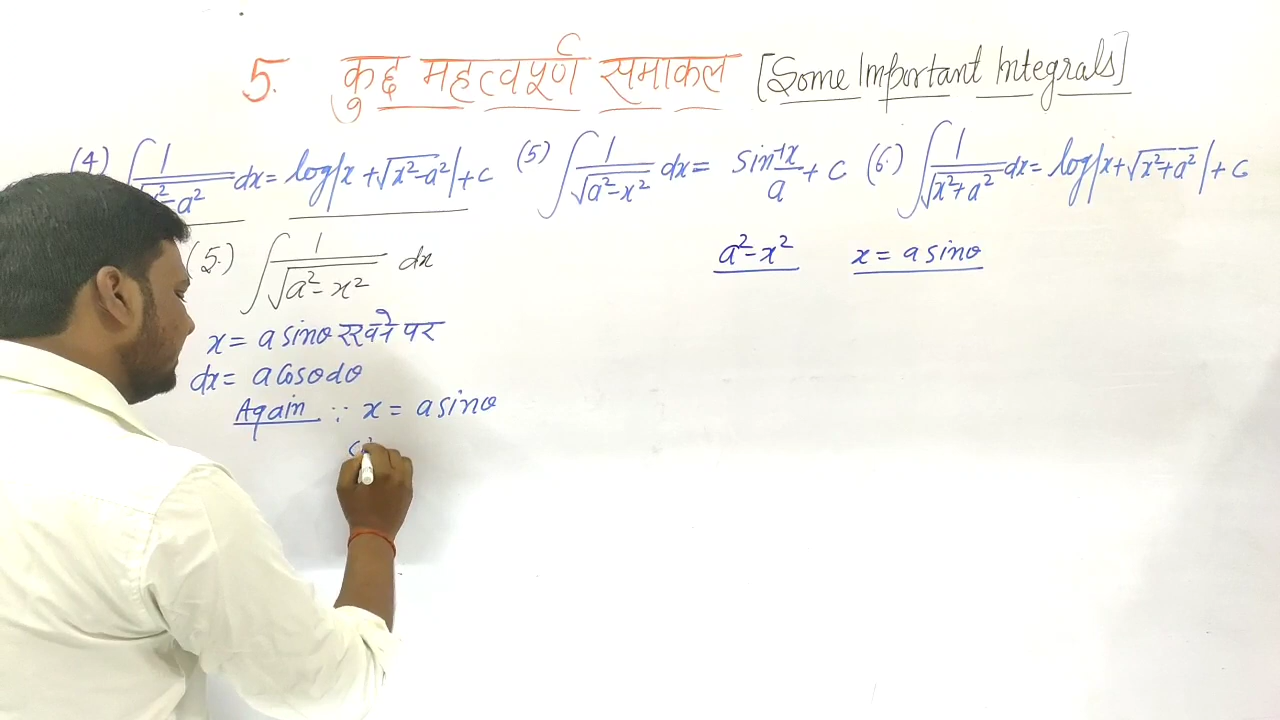 5. कुछ महत्वपूर्ण समाकल [Some Important Integrals]
(4) ∫ 1/√x²-a² dx = log|x + √x²-a²| + c (5) ∫ 1/√a²-x² dx = sin⁻¹ x/a + c (6.) ∫ 1/√x²+a² dx = log|x+√x²+a²| + c
(5.) ∫ 1/√a²-x² dx
a²-x² x = a sinθ
x = a sinθ रखने पर
dx = a cosθ dθ
Again ∵ x = a sinθ